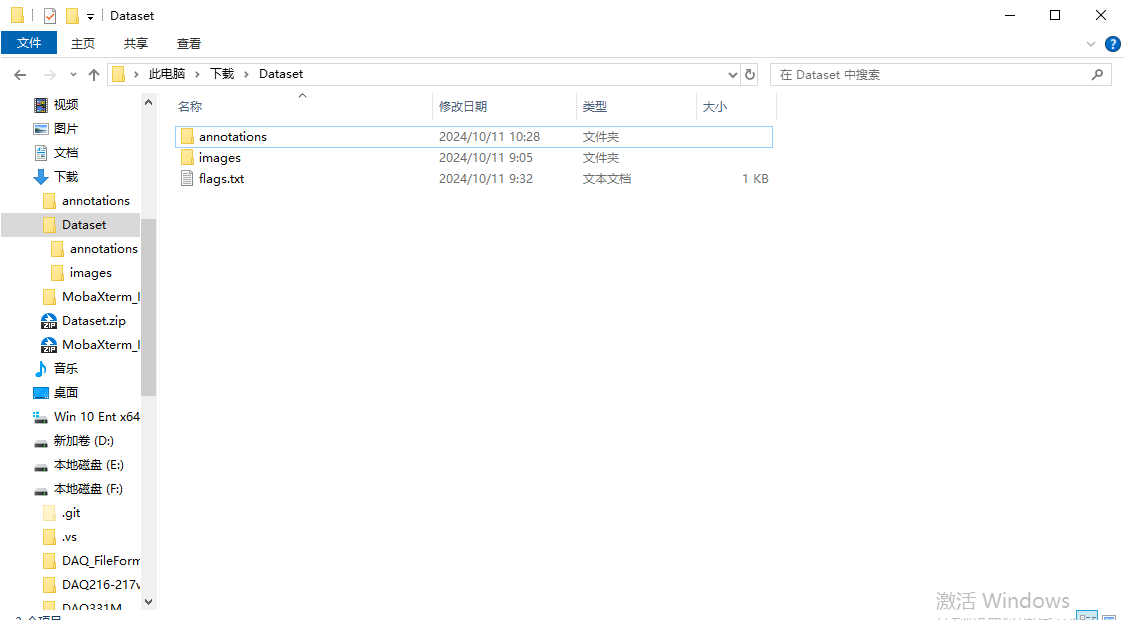 Dataset
文件 主页 共享 查看
此电脑 下载 Dataset
在 Dataset 中搜索
名称 修改日期 类型 大小
annotations 2024/10/11 10:28 文件夹
images 2024/10/11 9:05 文件夹
flags.txt 2024/10/11 9:32 文本文档 1 KB
视频
图片
文档
下载
annotations
Dataset
annotations
images
MobaXterm_
Dataset.zip
MobaXterm_
音乐
桌面
Win 10 Ent x64
新加卷 (D:)
本地磁盘 (E:)
本地磁盘 (F:)
.git
.vs
DAQ_FileForm
DAQ216-217v
DAQ331M
激活 Windows